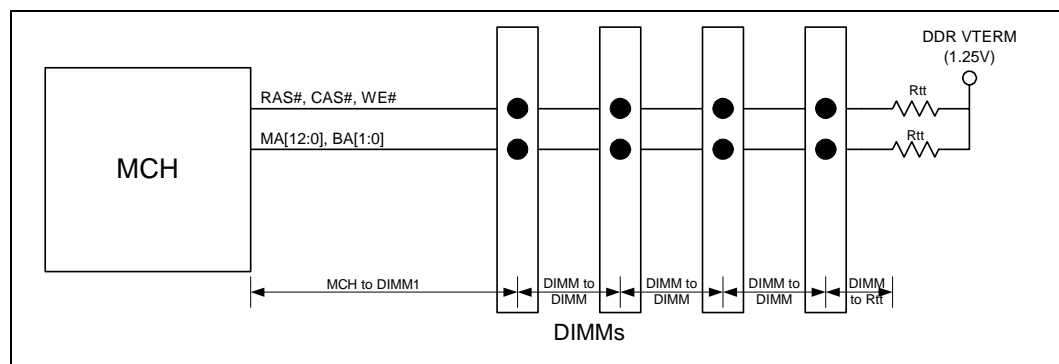 DDR VTERM
(1.25V)
Rtt
RAS#, CAS#, WE#
Rtt
MA[12:0], BA[1:0]
MCH
MCH to DIMM1
DIMM to
DIMM
DIMM to
DIMM
DIMM to
DIMM
DIMM
to Rtt
DIMMs